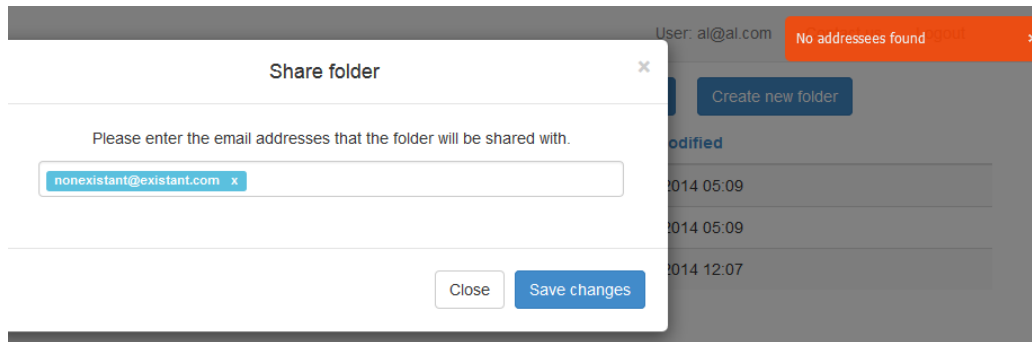 User: al@al.com
No addressees found
×
Share folder
×
Create new folder
Please enter the email addresses that the folder will be shared with.
odified
nonexistant@existant.com x
2014 05:09
2014 05:09
2014 12:07
Close
Save changes